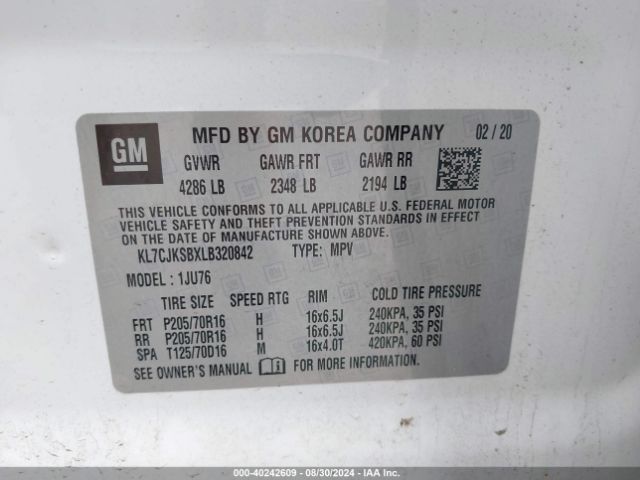 GM
MFD BY GM KOREA COMPANY 02 / 20
GVWR GAWR FRT GAWR RR
4286 LB 2348 LB 2194 LB
THIS VEHICLE CONFORMS TO ALL APPLICABLE U.S. FEDERAL MOTOR
VEHICLE SAFETY AND THEFT PREVENTION STANDARDS IN EFFECT
ON THE DATE OF MANUFACTURE SHOWN ABOVE.
KL7CJKSBXLB320842 TYPE: MPV
MODEL : 1JU76
TIRE SIZE SPEED RTG RIM COLD TIRE PRESSURE
FRT P205/70R16 H 16x6.5J 240KPA, 35 PSI
RR P205/70R16 H 16x6.5J 240KPA, 35 PSI
SPA T125/70D16 M 16x4.0T 420KPA, 60 PSI
SEE OWNER'S MANUAL FOR MORE INFORMATION.
000-40242609 - 08/30/2024 - IAA Inc.